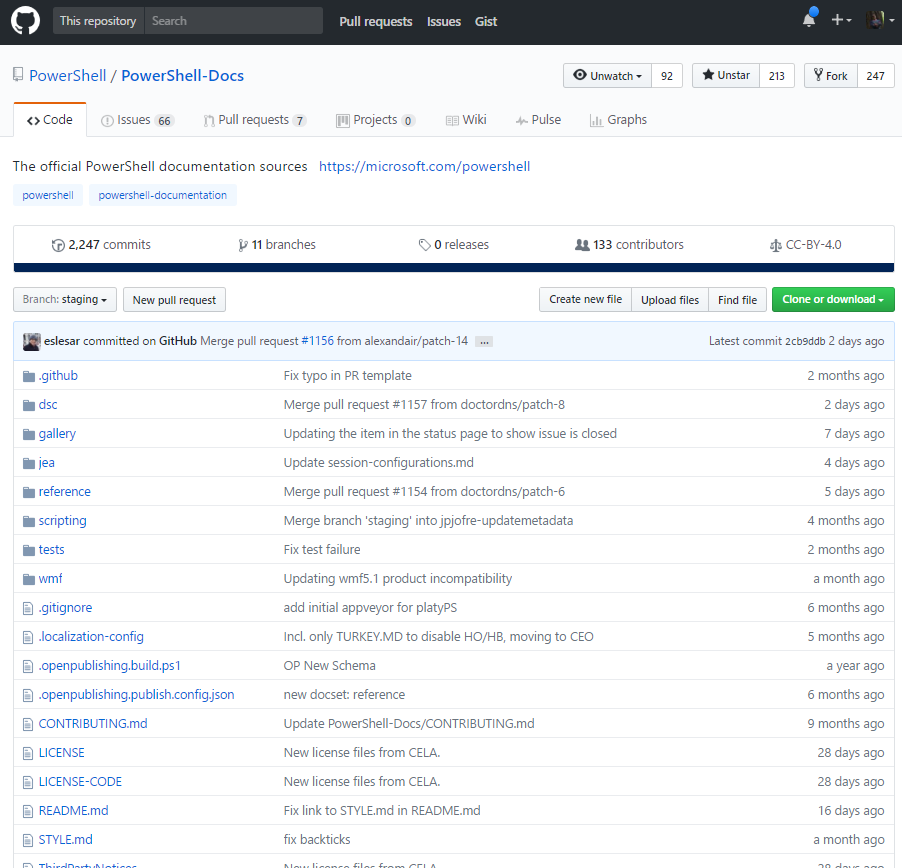 This repository Search Pull requests Issues Gist
PowerShell / PowerShell-Docs Unwatch 92 Unstar 213 Fork 247
Code Issues 66 Pull requests 7 Projects 0 Wiki Pulse Graphs
The official PowerShell documentation sources https://microsoft.com/powershell
powershell powershell-documentation
2,247 commits 11 branches 0 releases 133 contributors CC-BY-4.0
Branch: staging New pull request Create new file Upload files Find file Clone or download
eslesar committed on GitHub Merge pull request #1156 from alexandair/patch-14 ... Latest commit 2cb9ddb 2 days ago
.github Fix typo in PR template 2 months ago
dsc Merge pull request #1157 from doctordns/patch-8 2 days ago
gallery Updating the item in the status page to show issue is closed 7 days ago
jea Update session-configurations.md 4 days ago
reference Merge pull request #1154 from doctordns/patch-6 5 days ago
scripting Merge branch 'staging' into jpjofre-updatemetadata 4 months ago
tests Fix test failure 2 months ago
wmf Updating wmf5.1 product incompatibility a month ago
.gitignore add initial appveyor for platyPS 6 months ago
.localization-config Incl. only TURKEY.MD to disable HO/HB, moving to CEO 5 months ago
.openpublishing.build.ps1 OP New Schema a year ago
.openpublishing.publish.config.json new docset: reference 6 months ago
CONTRIBUTING.md Update PowerShell-Docs/CONTRIBUTING.md 9 months ago
LICENSE New license files from CELA. 28 days ago
LICENSE-CODE New license files from CELA. 28 days ago
README.md Fix link to STYLE.md in README.md 16 days ago
STYLE.md fix backticks a month ago
ThirdPartyNotices New license files from CELA. 28 days ago